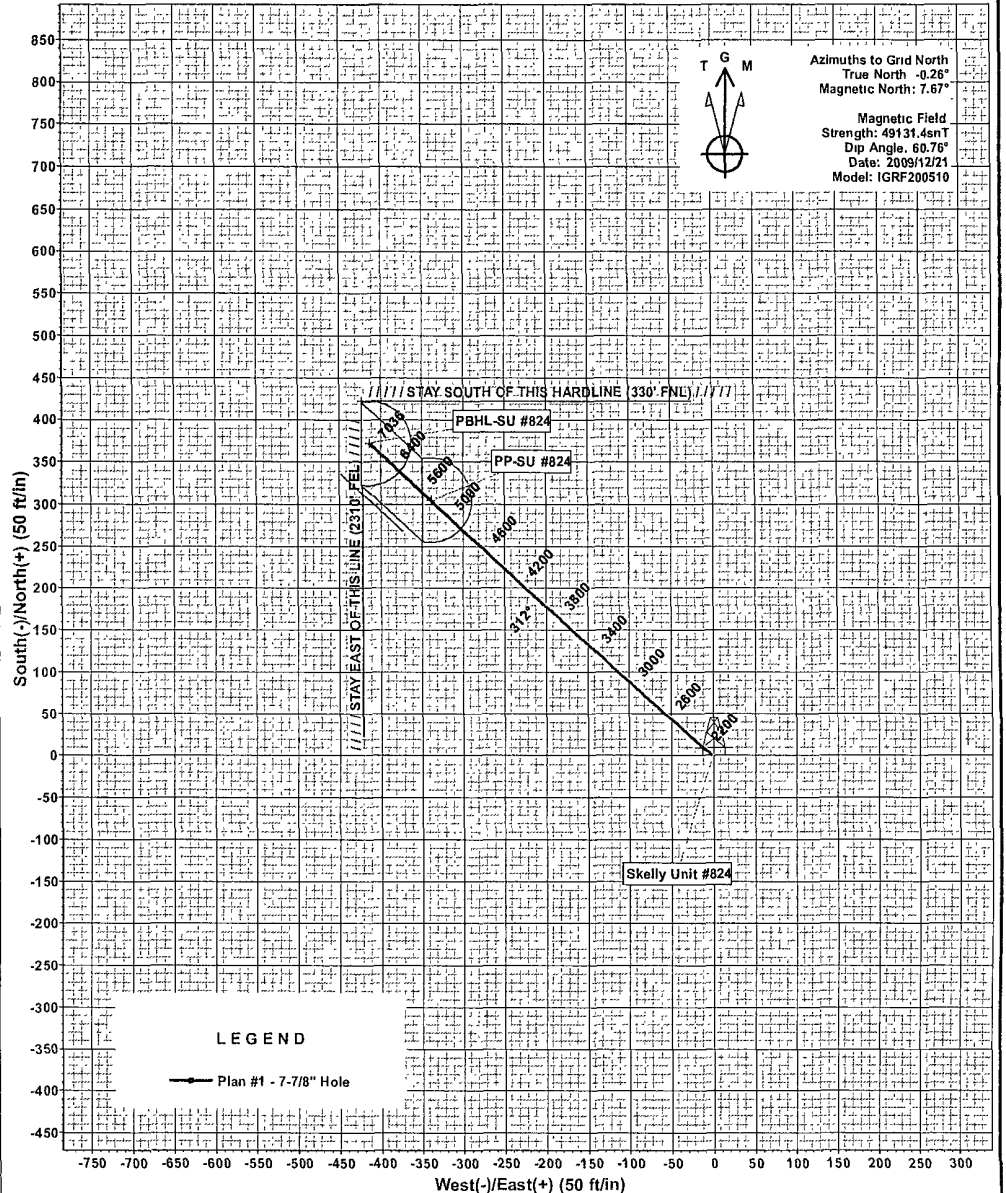 T G M
Azimuths to Grid North
True North -0.26°
Magnetic North: 7.67°
Magnetic Field
Strength: 49131.4snT
Dip Angle. 60.76°
Date: 2009/12/21
Model: IGRF200510
850
800
750
700
650
600
550
500
450
400
350
300
250
200
150
100
50
0
-50
-100
-150
-200
-250
-300
-350
-400
-450
South(-)/North(+) (50 ft/in)
///// STAY SOUTH OF THIS HARDLINE (330' FNL) /////
///// STAY EAST OF THIS LINE (2310' FEL) /////
PBHL-SU #824
PP-SU #824
7036
6400
5600
5080
4600
4200
3800
312°
3400
3000
2600
2200
Skelly Unit #824
LEGEND
Plan #1 - 7-7/8" Hole
-750 -700 -650 -600 -550 -500 -450 -400 -350 -300 -250 -200 -150 -100 -50 0 50 100 150 200 250 300
West(-)/East(+) (50 ft/in)